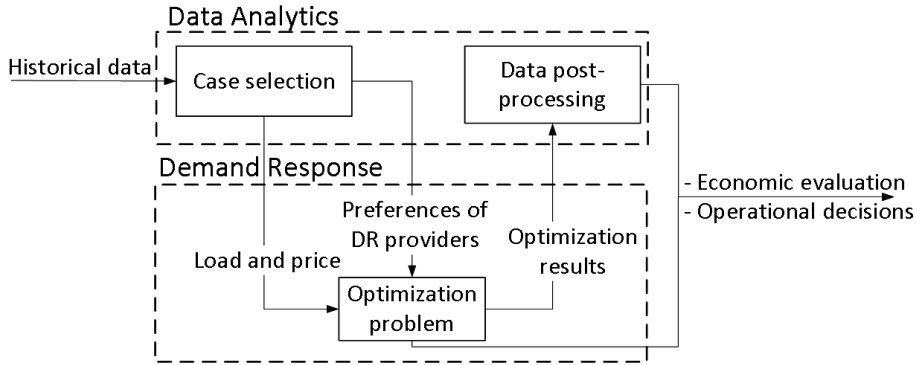 Data Analytics
Historical data
Case selection
Data post-
processing
Demand Response
Preferences of
DR providers
Load and price
Optimization
results
Optimization
problem
- Economic evaluation
- Operational decisions